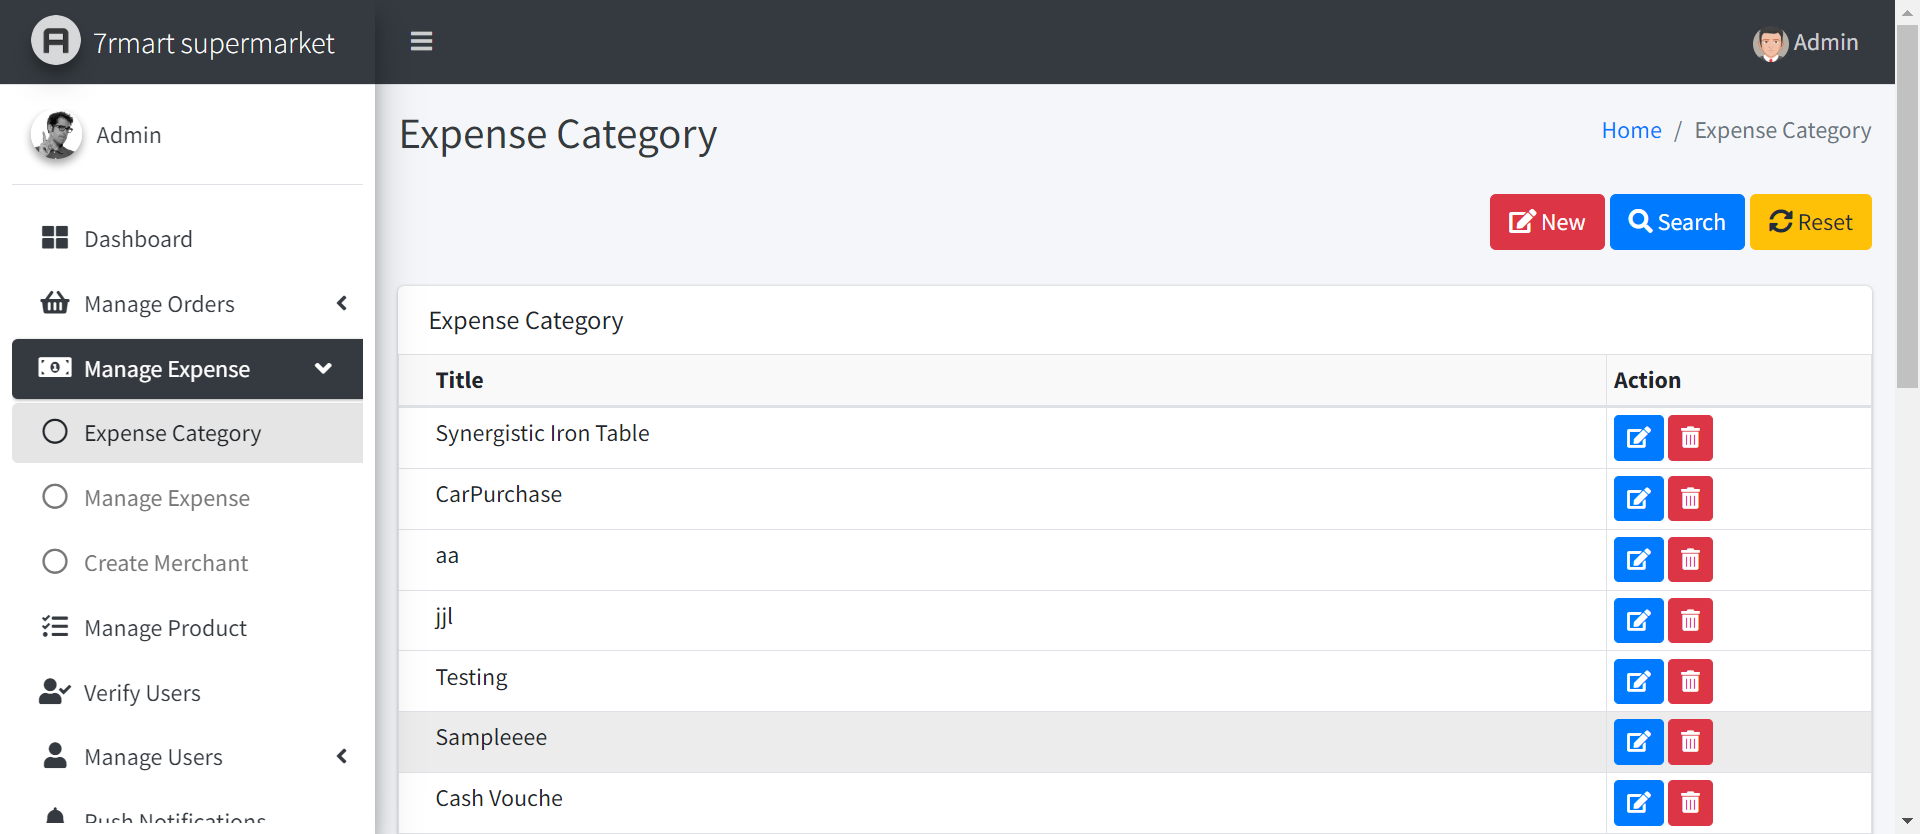 7rmart supermarket
Admin
Admin
Expense Category
Home / Expense Category
New
Search
Reset
Dashboard
Manage Orders
Manage Expense
Expense Category
Manage Expense
Create Merchant
Manage Product
Verify Users
Manage Users
Push Notifications
Expense Category
Title Action
Synergistic Iron Table
CarPurchase
aa
jjl
Testing
Sampleeee
Cash Vouche